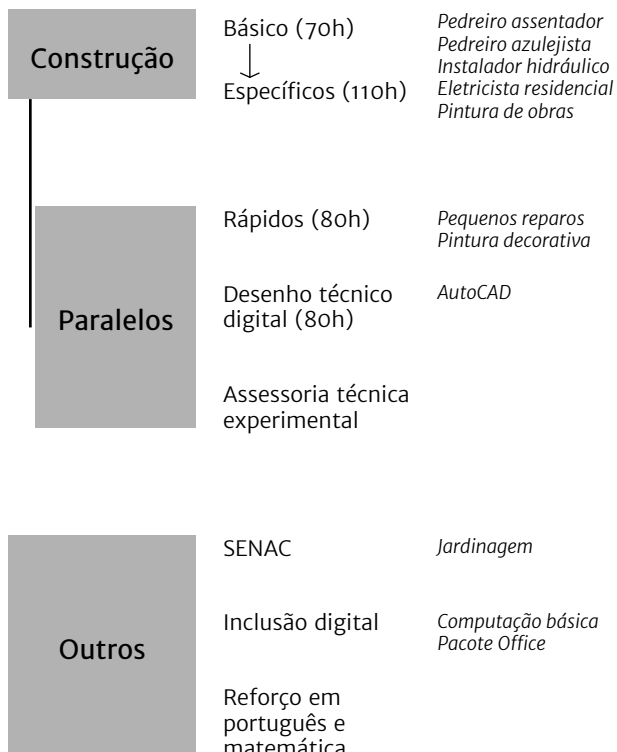 Construção
Básico (70h)
Específicos (110h)
Pedreiro assentador
Pedreiro azulejista
Instalador hidráulico
Eletricista residencial
Pintura de obras
Paralelos
Rápidos (80h)
Pequenos reparos
Pintura decorativa
Desenho técnico
digital (80h)
AutoCAD
Assessoria técnica
experimental
Outros
SENAC
Jardinagem
Inclusão digital
Computação básica
Pacote Office
Reforço em
português e
matemática